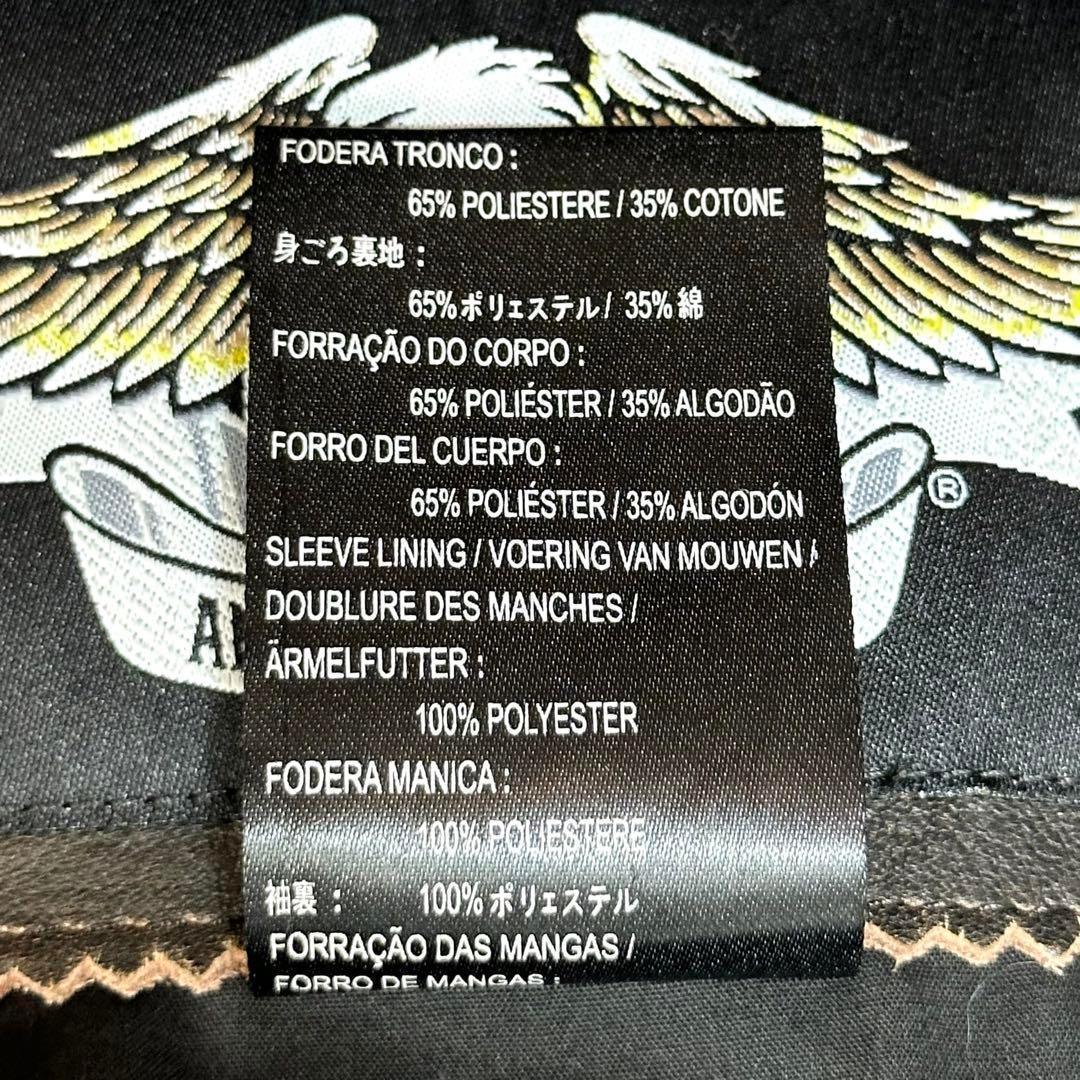 FODERA TRONCO :
65% POLIESTERE / 35% COTONE
身ごろ裏地 :
65%ポリェステル / 35%綿
FORRAÇÃO DO CORPO :
65% POLIÉSTER / 35% ALGODÃO
FORRO DEL CUERPO :
65% POLIÉSTER / 35% ALGODÓN
SLEEVE LINING / VOERING VAN MOUWEN /
DOUBLURE DES MANCHES /
ÄRMELFUTTER :
100% POLYESTER
FODERA MANICA :
100% POLIESTERE
袖裏 : 100%ポリェステル
FORRAÇÃO DAS MANGAS /
FORRO DE MANGAS :
®